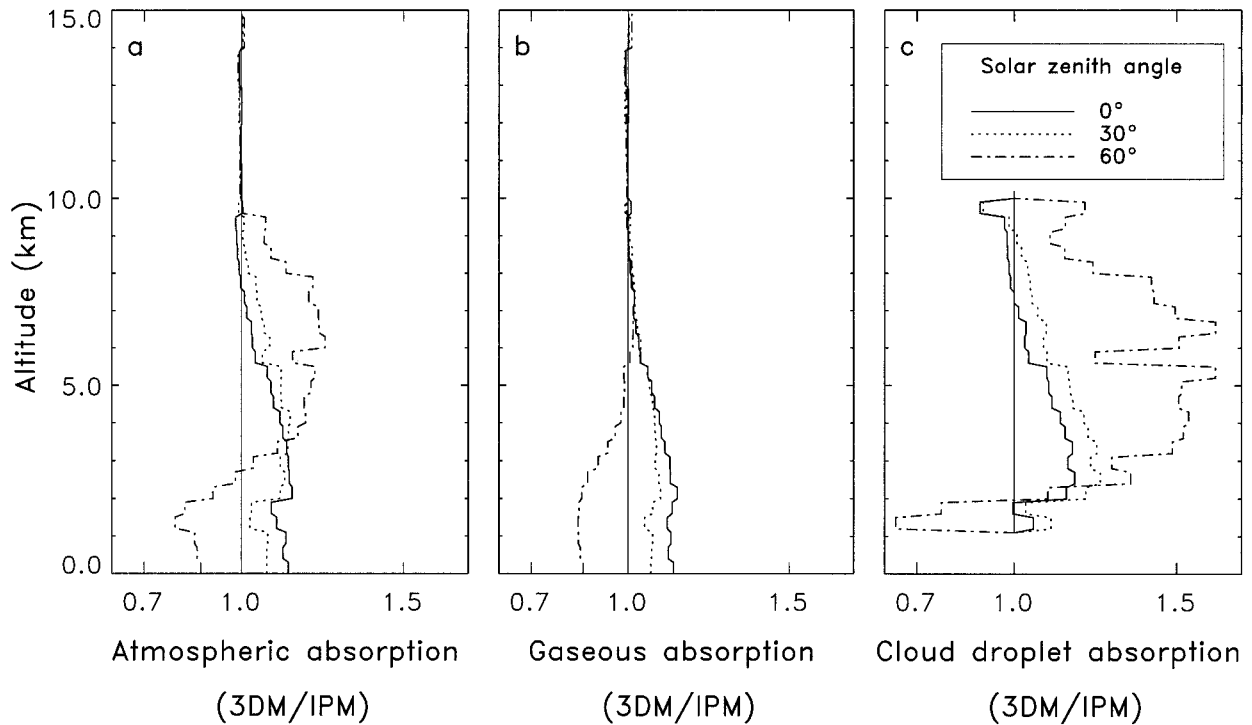 15.0
10.0
5.0
0.0
Altitude (km)
a
b
c
Solar zenith angle
0°
30°
60°
0.7 1.0 1.5
0.7 1.0 1.5
0.7 1.0 1.5
Atmospheric absorption
(3DM/IPM)
Gaseous absorption
(3DM/IPM)
Cloud droplet absorption
(3DM/IPM)